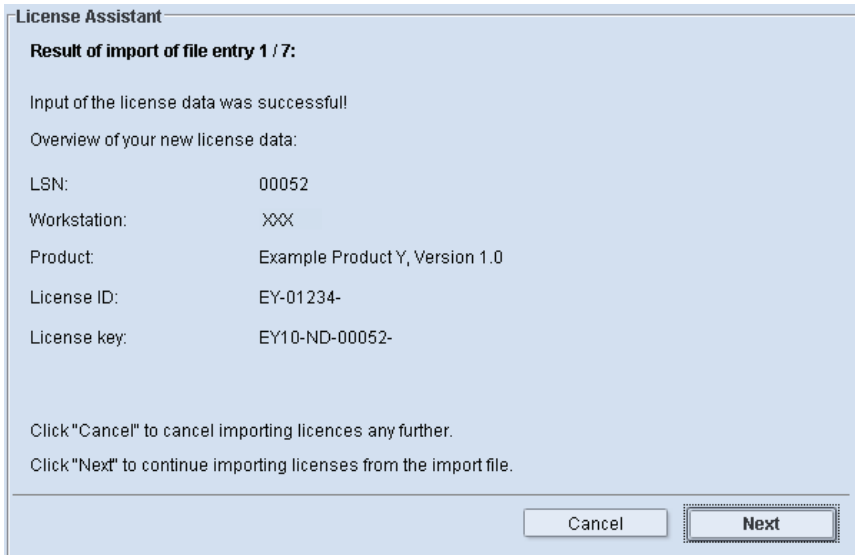 License Assistant
Result of import of file entry 1 / 7:
Input of the license data was successful!
Overview of your new license data:
LSN: 00052
Workstation: XXX
Product: Example Product Y, Version 1.0
License ID: EY-01234-
License key: EY10-ND-00052-
Click "Cancel" to cancel importing licences any further.
Click "Next" to continue importing licenses from the import file.
Cancel Next